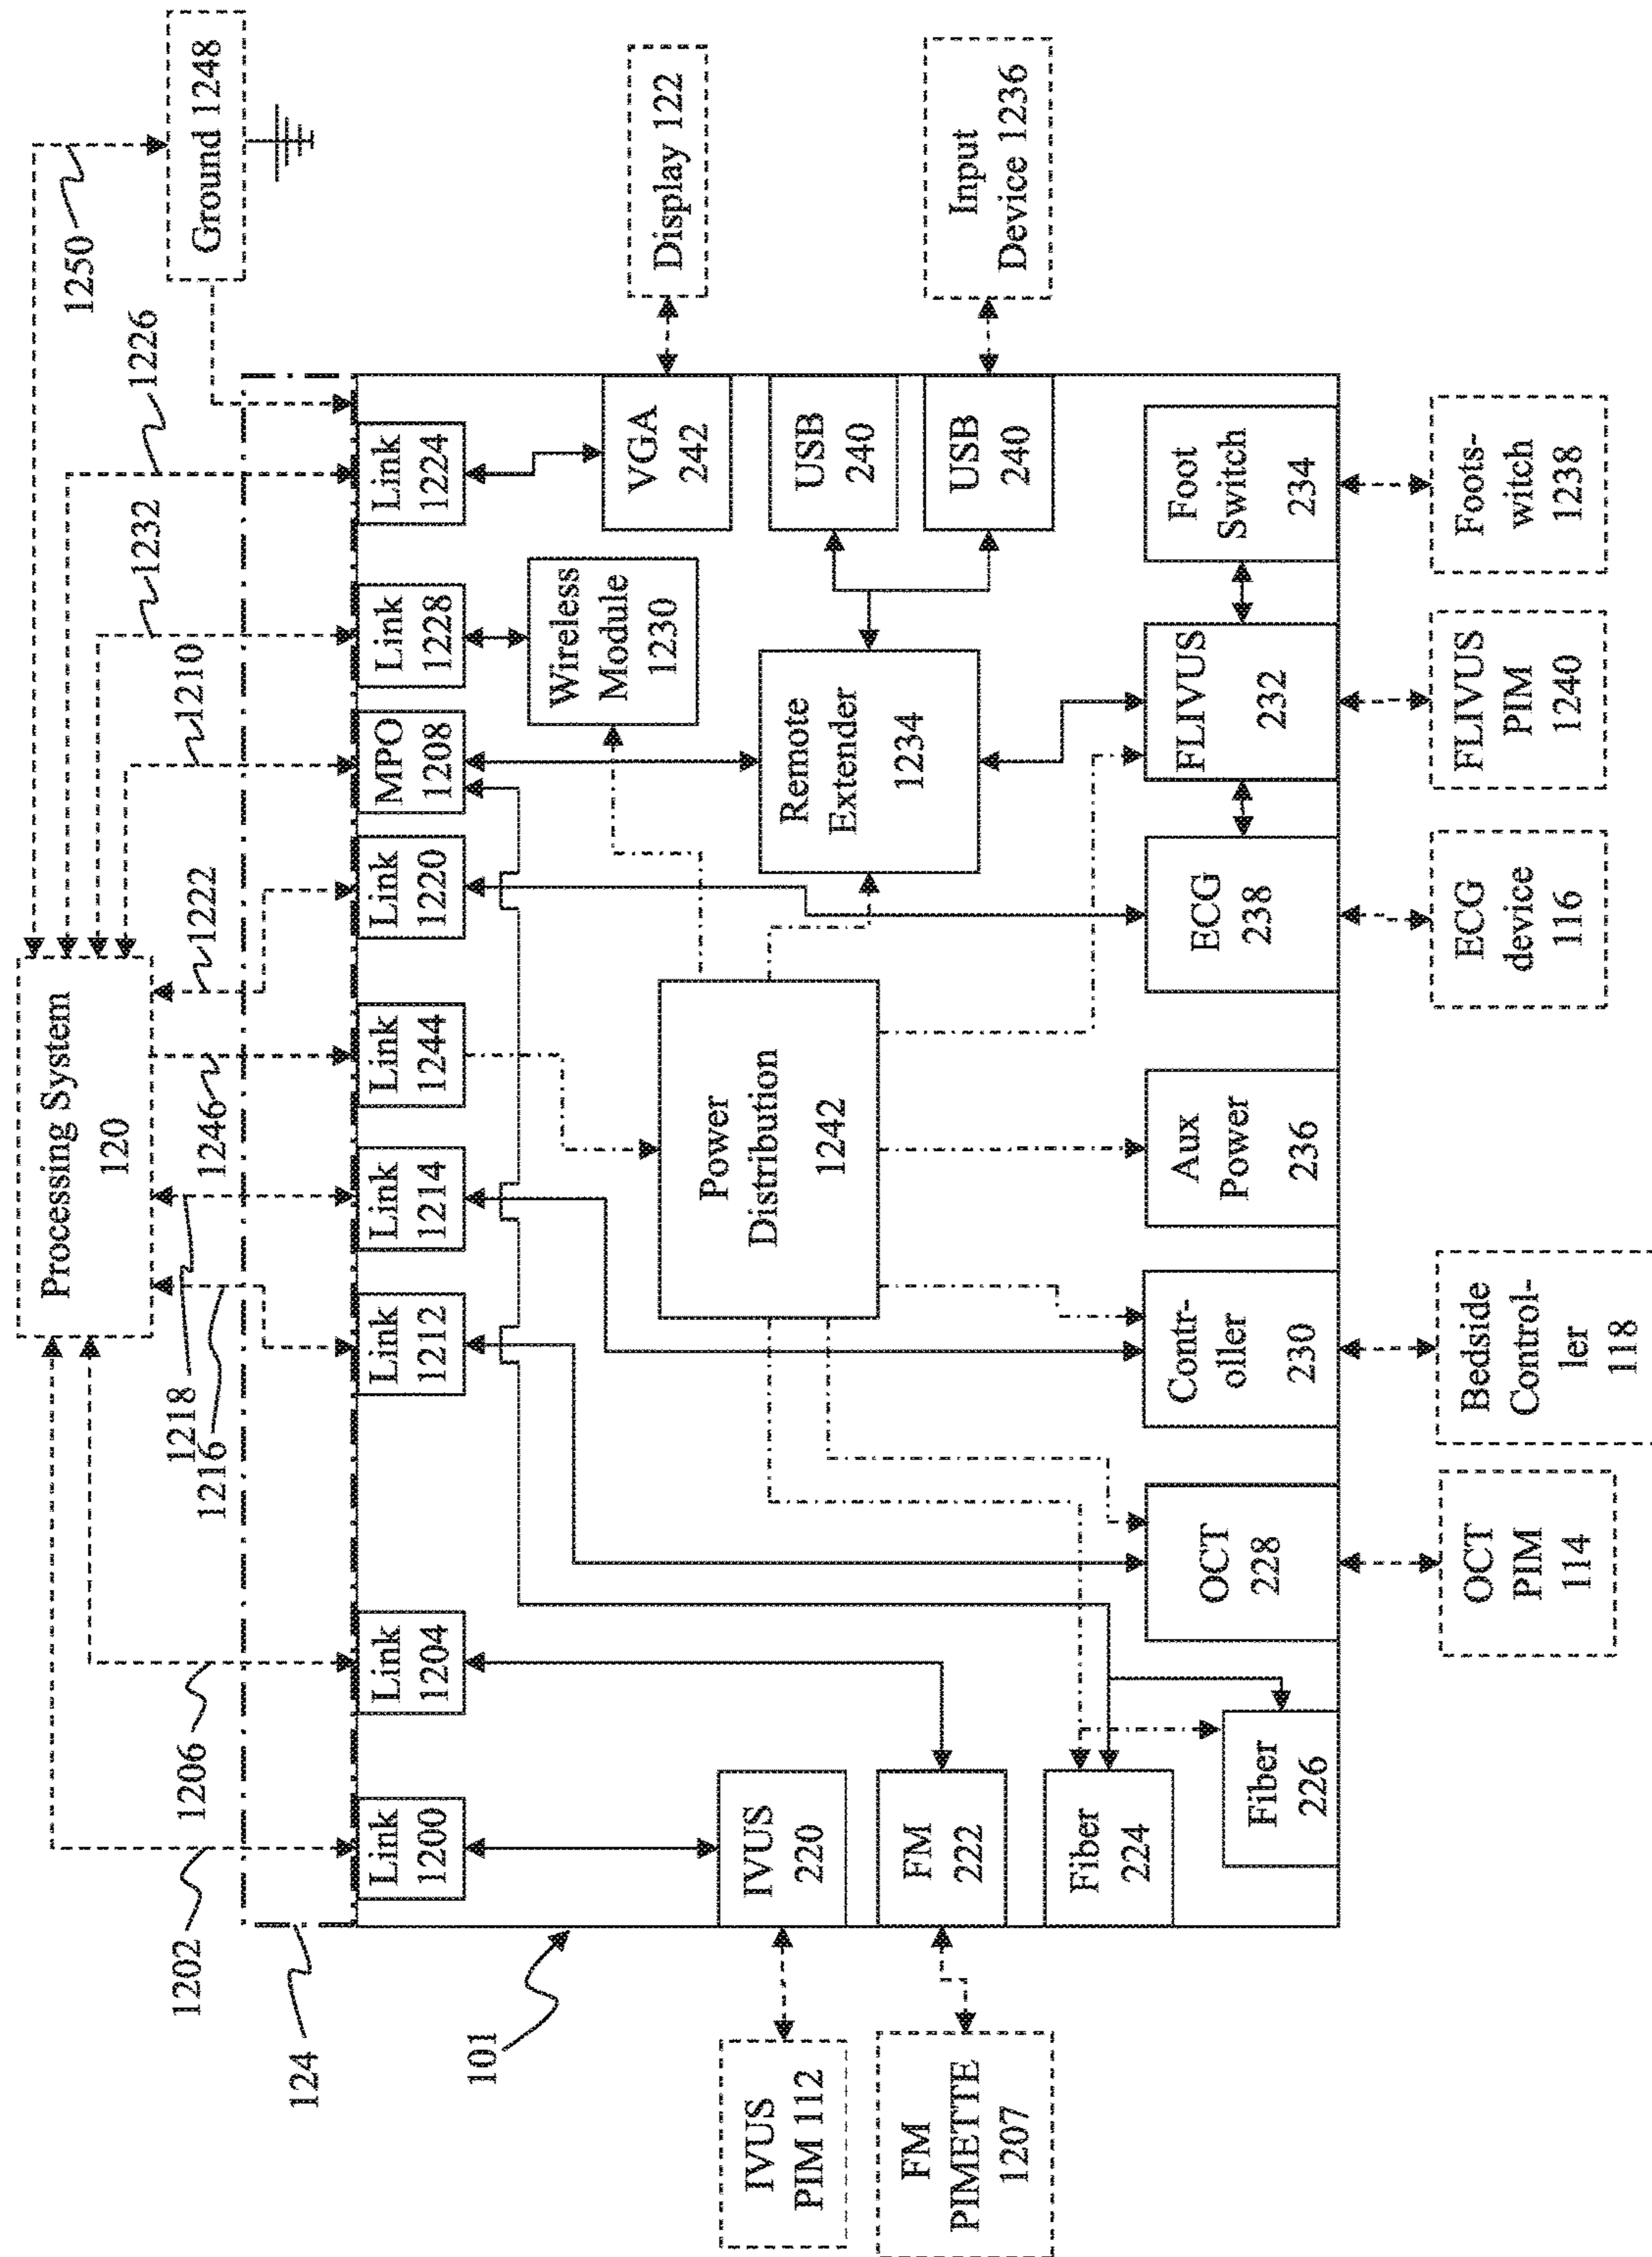 Processing System
120
Ground 1248
1250
1226
1232
1210
1222
1246
1218
1216
1206
1202
124
101
Link
1200
Link
1204
Link
1212
Link
1214
Link
1244
Link
1220
MPO
1208
Link
1228
Link
1224
Wireless
Module
1230
VGA
242
Display 122
USB
240
USB
240
Input
Device 1236
Remote
Extender
1234
Power
Distribution
1242
IVUS
220
IVUS
PIM 112
FM
222
FM
PIMETTE
1207
Fiber
224
Fiber
226
OCT
228
Contr-
oller
230
Aux
Power
236
ECG
238
FLIVUS
232
Foot
Switch
234
OCT
PIM
114
Bedside
Control-
ler
118
ECG
device
116
FLIVUS
PIM
1240
Foots-
witch
1238